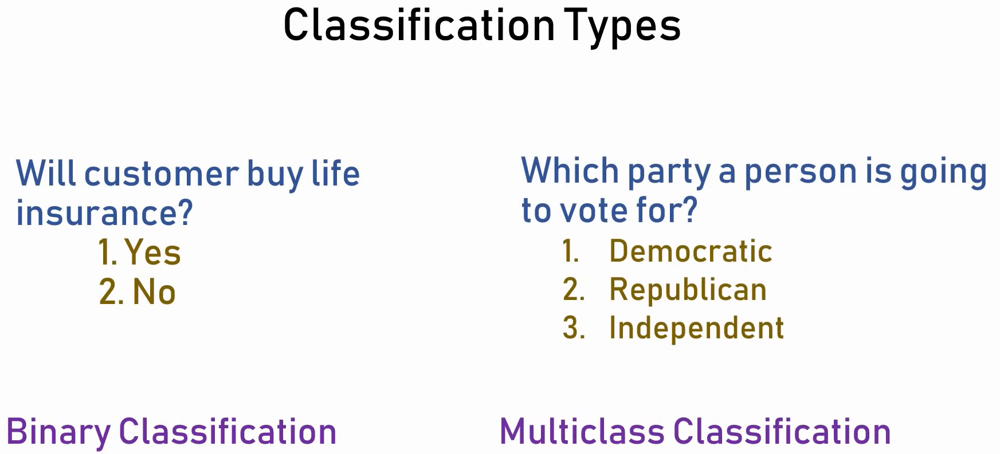 Classification Types
Will customer buy life
insurance?
1. Yes
2. No
Which party a person is going
to vote for?
1. Democratic
2. Republican
3. Independent
Binary Classification
Multiclass Classification